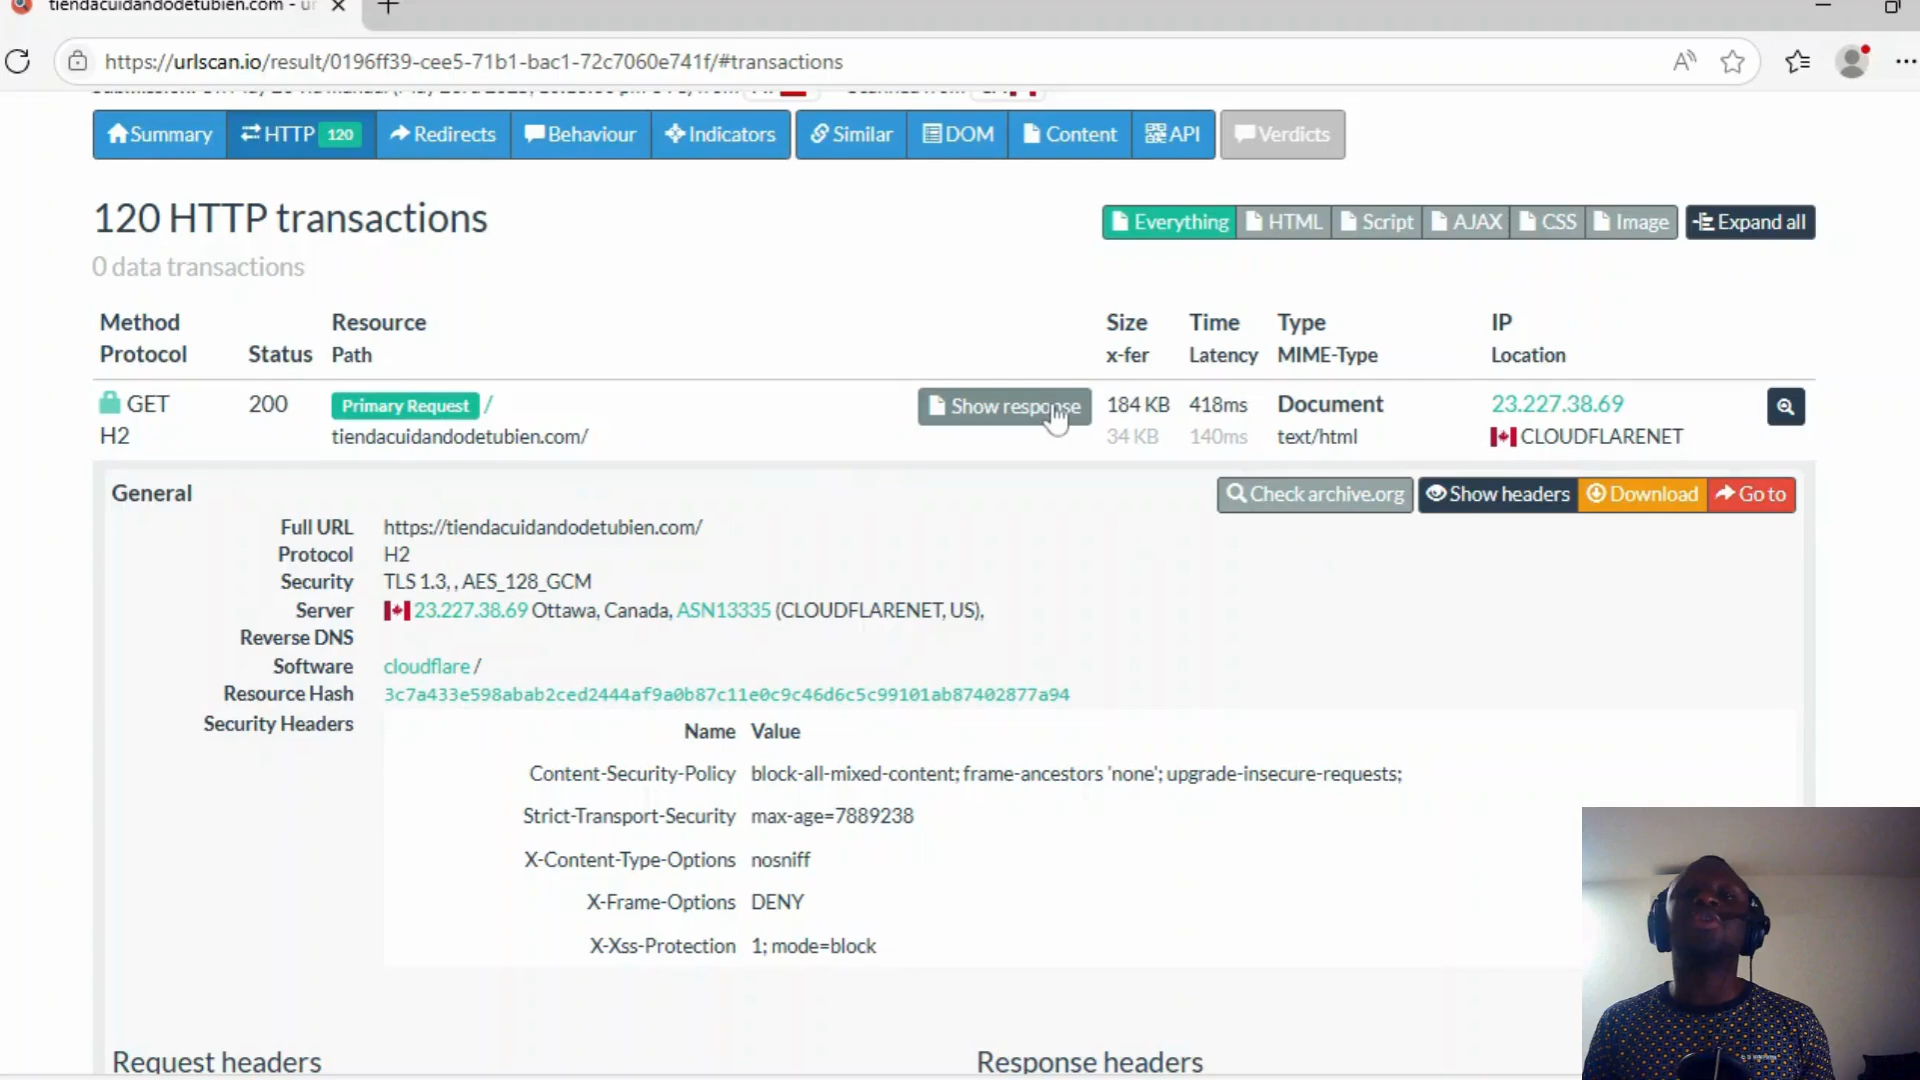 tiendacuidandodetubien.com - ur
https://urlscan.io/result/0196ff39-cee5-71b1-bac1-72c7060e741f/#transactions
Summary HTTP 120 Redirects Behaviour Indicators Similar DOM Content API Verdicts
120 HTTP transactions
Everything HTML Script AJAX CSS Image Expand all
0 data transactions
Method Resource Size Time Type IP
Protocol Status Path x-fer Latency MIME-Type Location
GET 200 Primary Request / Show response 184 KB 418ms Document 23.227.38.69
H2 tiendacuidandodetubien.com/ 34 KB 140ms text/html CLOUDFLARENET
General Check archive.org Show headers Download Go to
Full URL https://tiendacuidandodetubien.com/
Protocol H2
Security TLS 1.3, , AES_128_GCM
Server 23.227.38.69 Ottawa, Canada, ASN13335 (CLOUDFLARENET, US),
Reverse DNS
Software cloudflare /
Resource Hash 3c7a433e598abab2ced2444af9a0b87c11e0c9c46d6c5c99101ab87402877a94
Security Headers
Name Value
Content-Security-Policy block-all-mixed-content; frame-ancestors 'none'; upgrade-insecure-requests;
Strict-Transport-Security max-age=7889238
X-Content-Type-Options nosniff
X-Frame-Options DENY
X-Xss-Protection 1; mode=block
Request headers Response headers